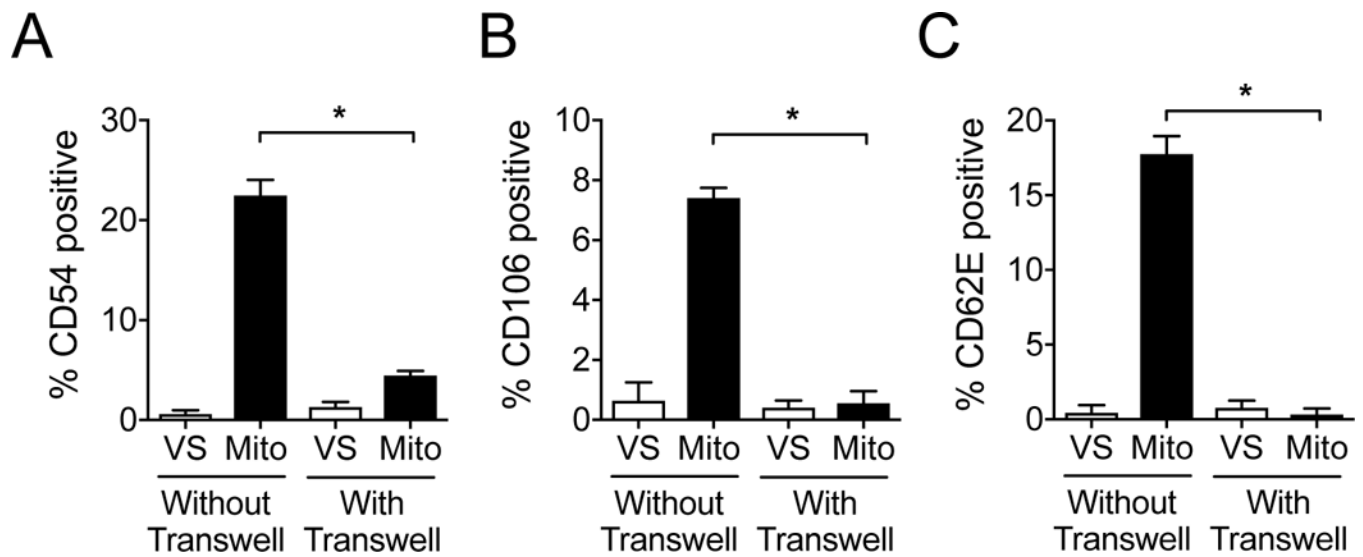 A
B
C
% CD54 positive
30
20
10
0
*
VS Mito VS Mito
Without Transwell
With Transwell
% CD106 positive
10
8
6
4
2
0
*
VS Mito VS Mito
Without Transwell
With Transwell
% CD62E positive
20
15
10
5
0
*
VS Mito VS Mito
Without Transwell
With Transwell